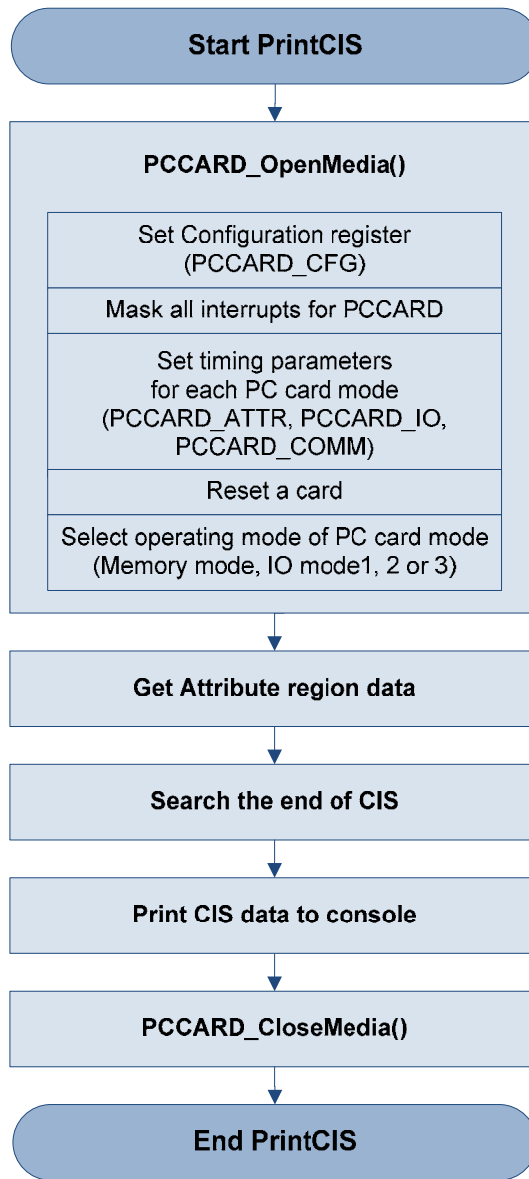 Start PrintCIS
PCCARD_OpenMedia()
Set Configuration register
(PCCARD_CFG)
Mask all interrupts for PCCARD
Set timing parameters
for each PC card mode
(PCCARD_ATTR, PCCARD_IO,
PCCARD_COMM)
Reset a card
Select operating mode of PC card mode
(Memory mode, IO mode1, 2 or 3)
Get Attribute region data
Search the end of CIS
Print CIS data to console
PCCARD_CloseMedia()
End PrintCIS